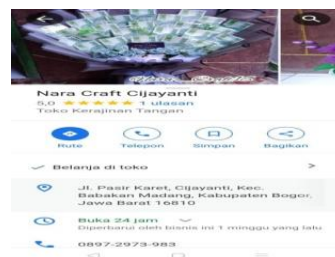 Nara Craft Cijayanti
5,0 1 ulasan
Toko Kerajinan Tangan
Rute Telepon Simpan Bagikan
Belanja di toko
Jl. Pasir Karet, Cijayanti, Kec.
Babakan Madang, Kabupaten Bogor,
Jawa Barat 16810
Buka 24 jam
Diperbarui oleh bisnis ini 1 minggu yang lalu
0897-2973-983